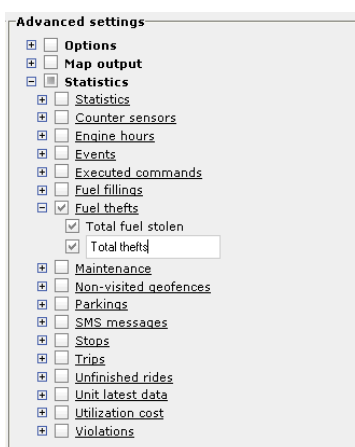 Advanced settings
Options
Map output
Statistics
Statistics
Counter sensors
Engine hours
Events
Executed commands
Fuel fillings
Fuel thefts
Total fuel stolen
Total thefts
Maintenance
Non-visited geofences
Parkings
SMS messages
Stops
Trips
Unfinished rides
Unit latest data
Utilization cost
Violations